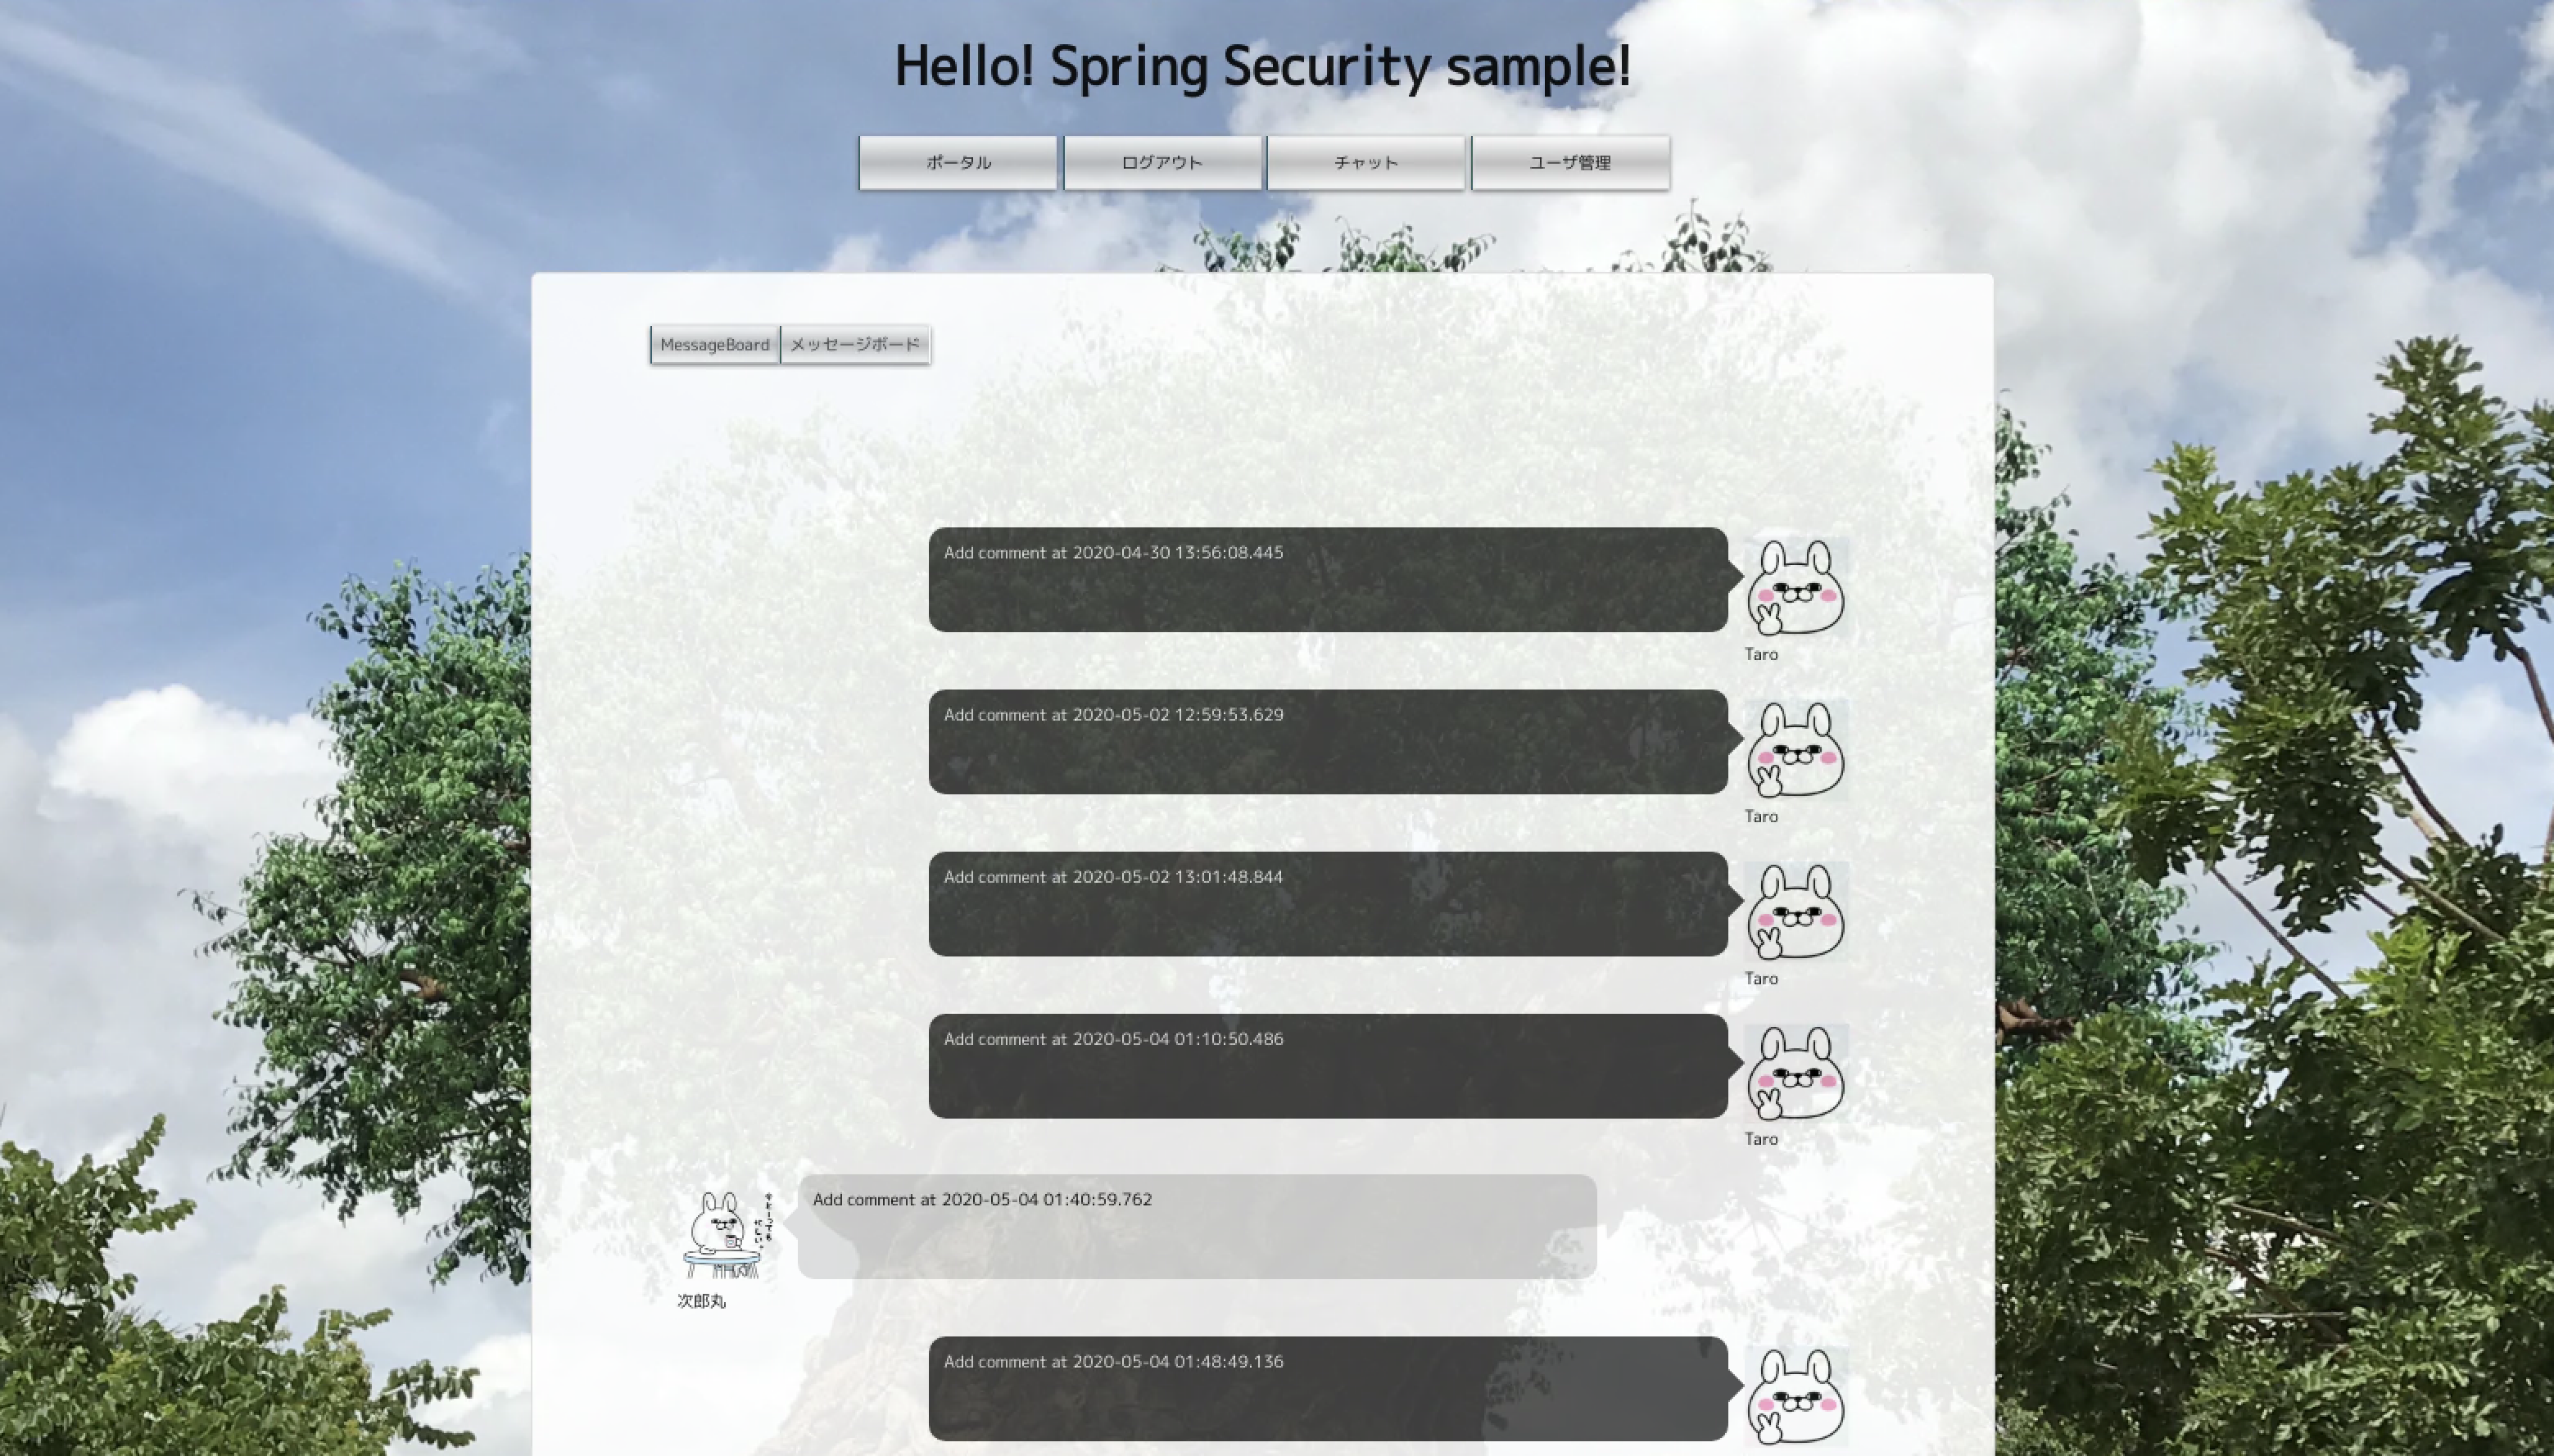 Hello! Spring Security sample!
ポータル
ログアウト
チャット
ユーザ管理
MessageBoard
メッセージボード
Add comment at 2020-04-30 13:56:08.445
Taro
Add comment at 2020-05-02 12:59:53.629
Taro
Add comment at 2020-05-02 13:01:48.844
Taro
Add comment at 2020-05-04 01:10:50.486
Taro
Add comment at 2020-05-04 01:40:59.762
次郎丸
Add comment at 2020-05-04 01:48:49.136